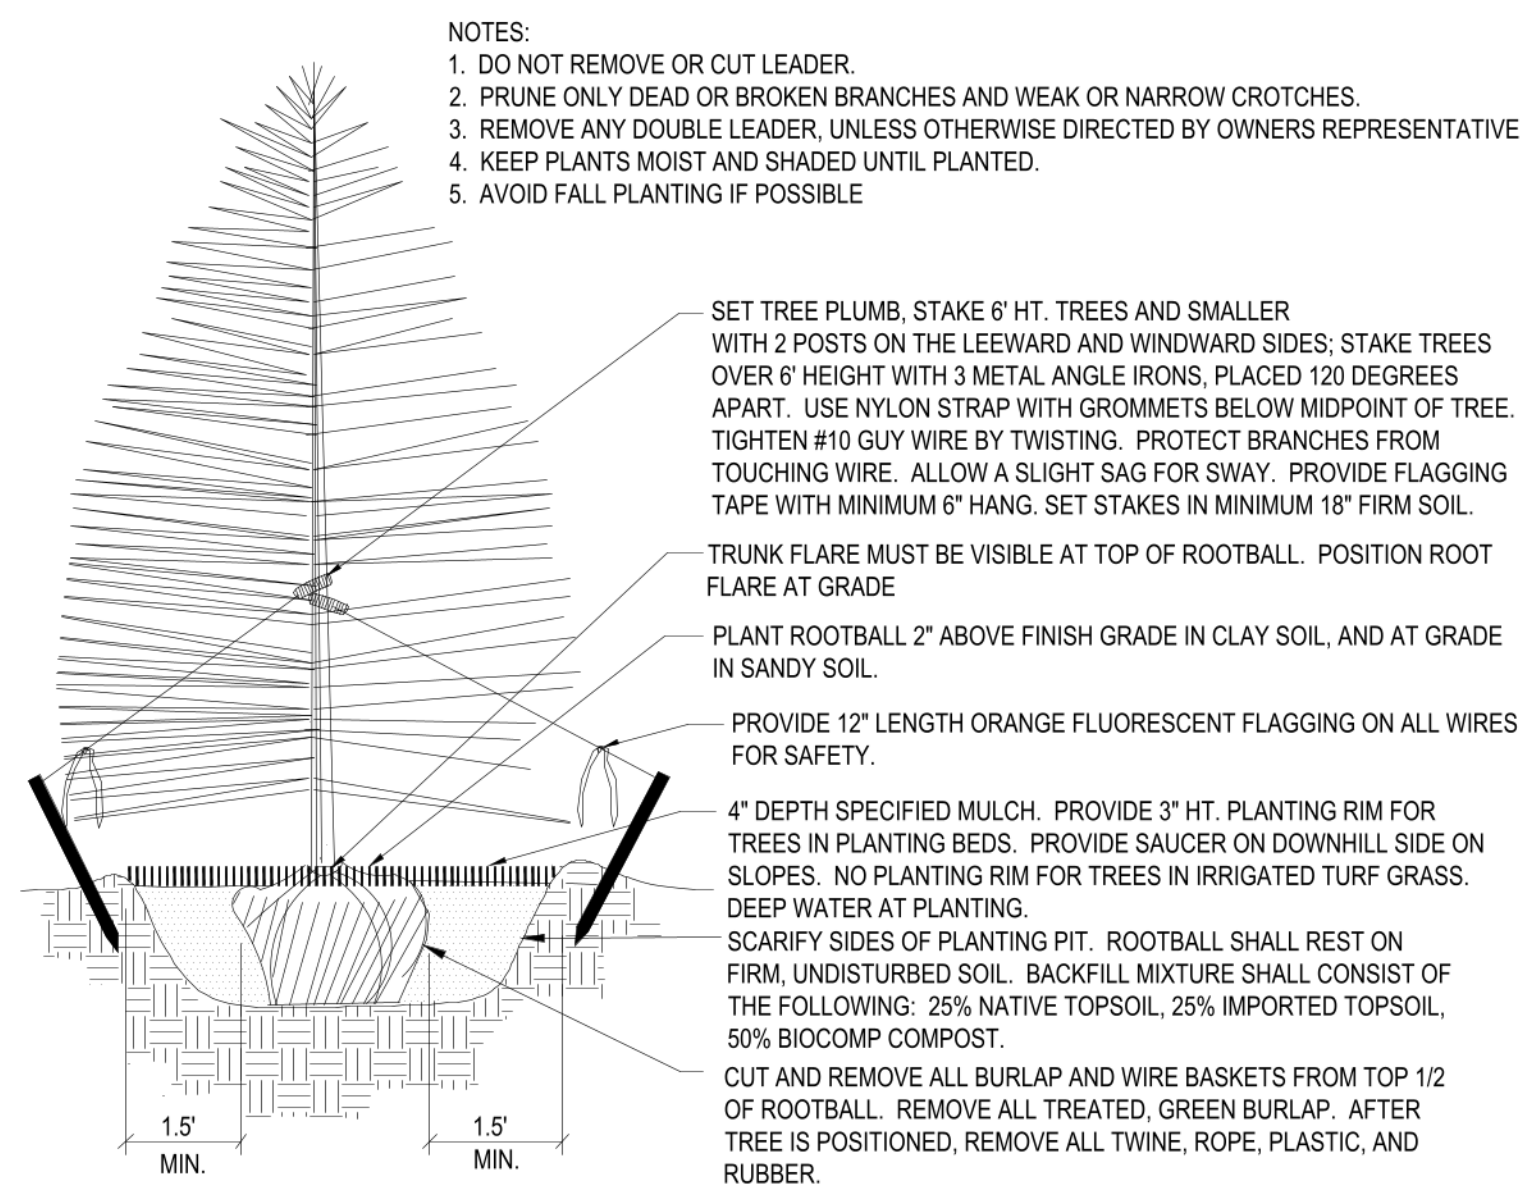 NOTES:
1. DO NOT REMOVE OR CUT LEADER.
2. PRUNE ONLY DEAD OR BROKEN BRANCHES AND WEAK OR NARROW CROTCHES.
3. REMOVE ANY DOUBLE LEADER, UNLESS OTHERWISE DIRECTED BY OWNERS REPRESENTATIVE
4. KEEP PLANTS MOIST AND SHADED UNTIL PLANTED.
5. AVOID FALL PLANTING IF POSSIBLE
SET TREE PLUMB, STAKE 6' HT. TREES AND SMALLER
WITH 2 POSTS ON THE LEEWARD AND WINDWARD SIDES; STAKE TREES
OVER 6' HEIGHT WITH 3 METAL ANGLE IRONS, PLACED 120 DEGREES
APART. USE NYLON STRAP WITH GROMMETS BELOW MIDPOINT OF TREE.
TIGHTEN #10 GUY WIRE BY TWISTING. PROTECT BRANCHES FROM
TOUCHING WIRE. ALLOW A SLIGHT SAG FOR SWAY. PROVIDE FLAGGING
TAPE WITH MINIMUM 6" HANG. SET STAKES IN MINIMUM 18" FIRM SOIL.
TRUNK FLARE MUST BE VISIBLE AT TOP OF ROOTBALL. POSITION ROOT
FLARE AT GRADE
PLANT ROOTBALL 2" ABOVE FINISH GRADE IN CLAY SOIL, AND AT GRADE
IN SANDY SOIL.
PROVIDE 12" LENGTH ORANGE FLUORESCENT FLAGGING ON ALL WIRES
FOR SAFETY.
4" DEPTH SPECIFIED MULCH. PROVIDE 3" HT. PLANTING RIM FOR
TREES IN PLANTING BEDS. PROVIDE SAUCER ON DOWNHILL SIDE ON
SLOPES. NO PLANTING RIM FOR TREES IN IRRIGATED TURF GRASS.
DEEP WATER AT PLANTING.
SCARIFY SIDES OF PLANTING PIT. ROOTBALL SHALL REST ON
FIRM, UNDISTURBED SOIL. BACKFILL MIXTURE SHALL CONSIST OF
THE FOLLOWING: 25% NATIVE TOPSOIL, 25% IMPORTED TOPSOIL,
50% BIOCOMP COMPOST.
CUT AND REMOVE ALL BURLAP AND WIRE BASKETS FROM TOP 1/2
OF ROOTBALL. REMOVE ALL TREATED, GREEN BURLAP. AFTER
TREE IS POSITIONED, REMOVE ALL TWINE, ROPE, PLASTIC, AND
RUBBER.
1.5'
MIN.
1.5'
MIN.